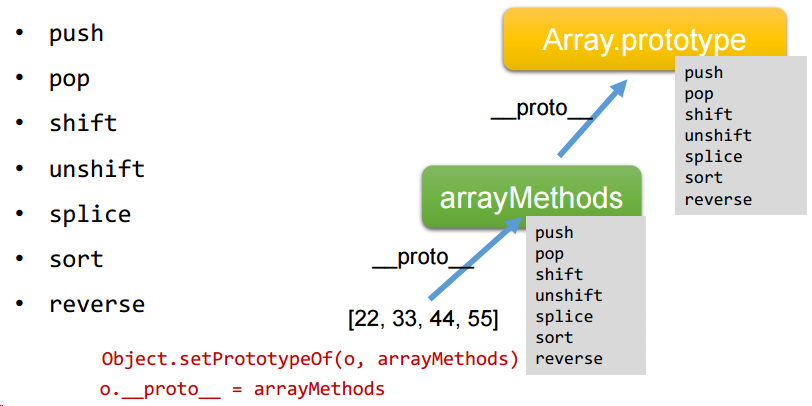 • push
• pop
• shift
• unshift
• splice
• sort
• reverse
Array.prototype
push
pop
shift
unshift
splice
sort
reverse
__proto__
arrayMethods
push
pop
shift
unshift
splice
sort
reverse
__proto__
[22, 33, 44, 55]
Object.setPrototypeOf(o, arrayMethods)
o.__proto__ = arrayMethods